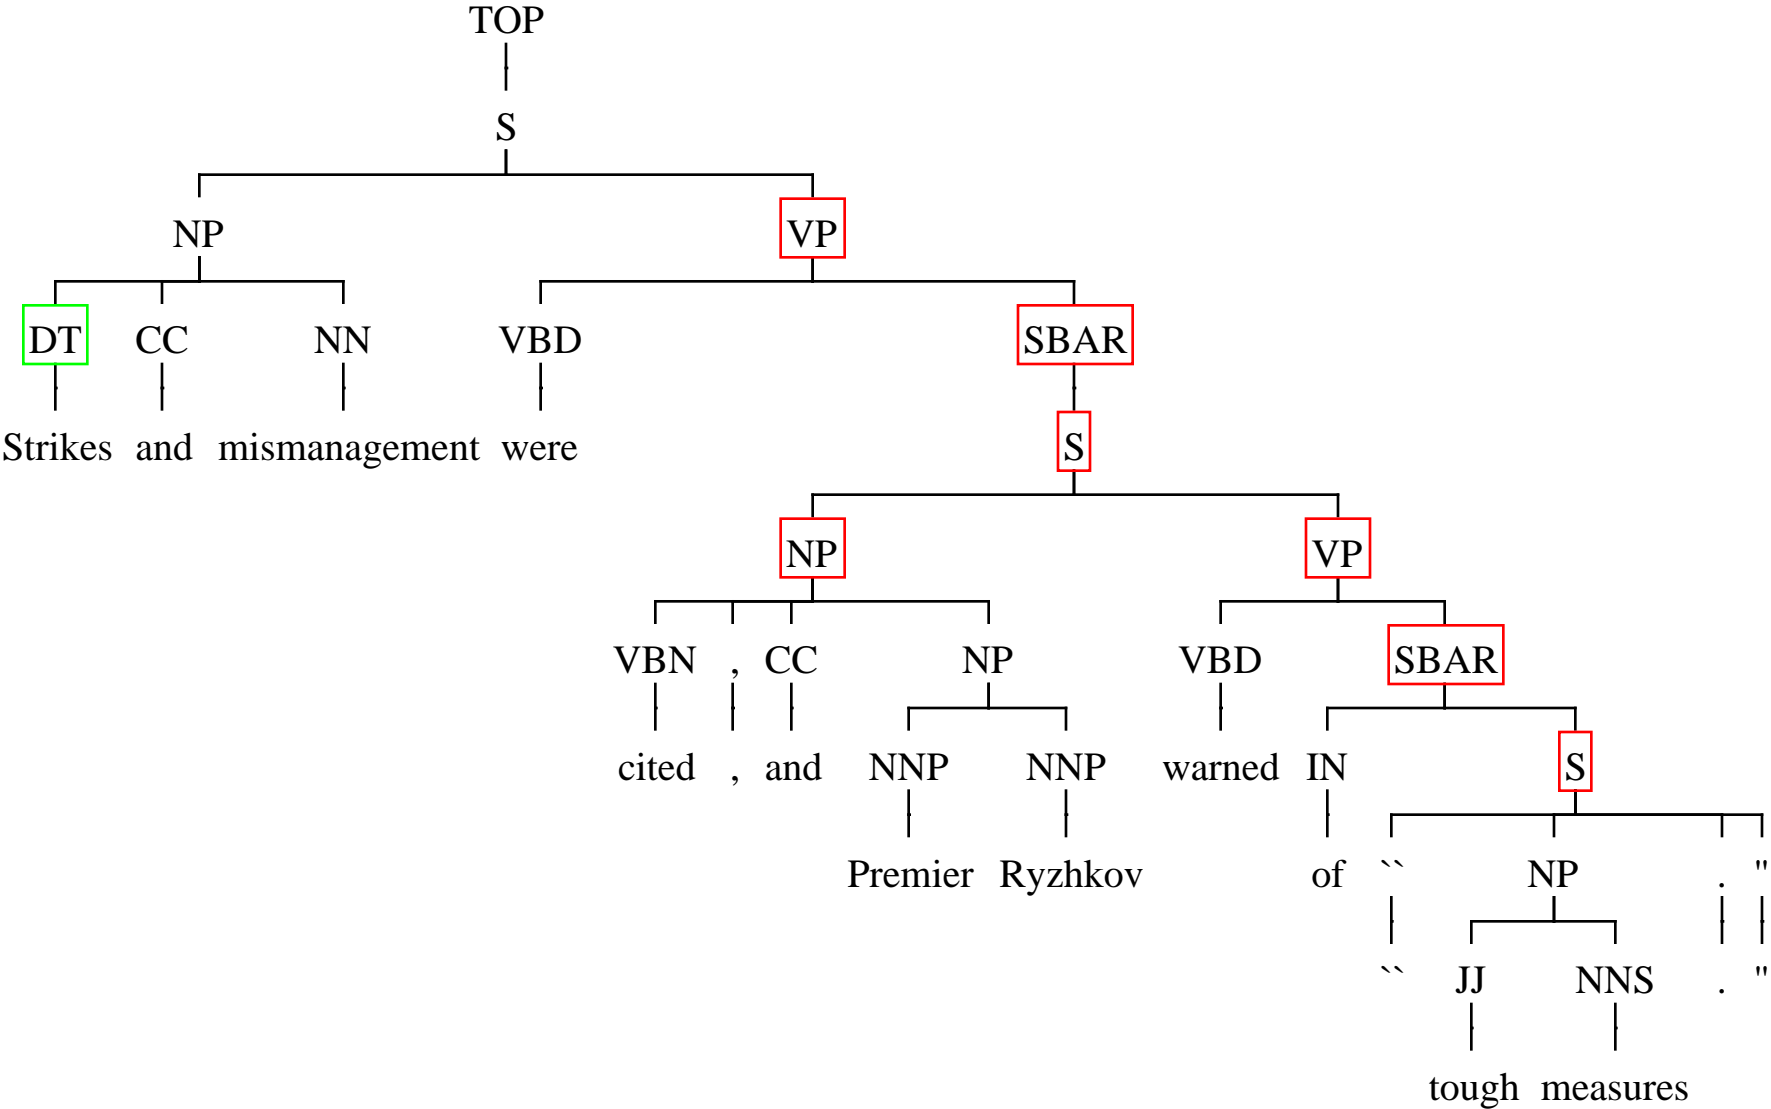 TOP
S
NP VP
DT CC NN VBD SBAR
Strikes and mismanagement were S
NP VP
VBN , CC NP VBD SBAR
cited , and NNP NNP warned IN S
Premier Ryzhkov of `` NP . "
`` JJ NNS . "
tough measures